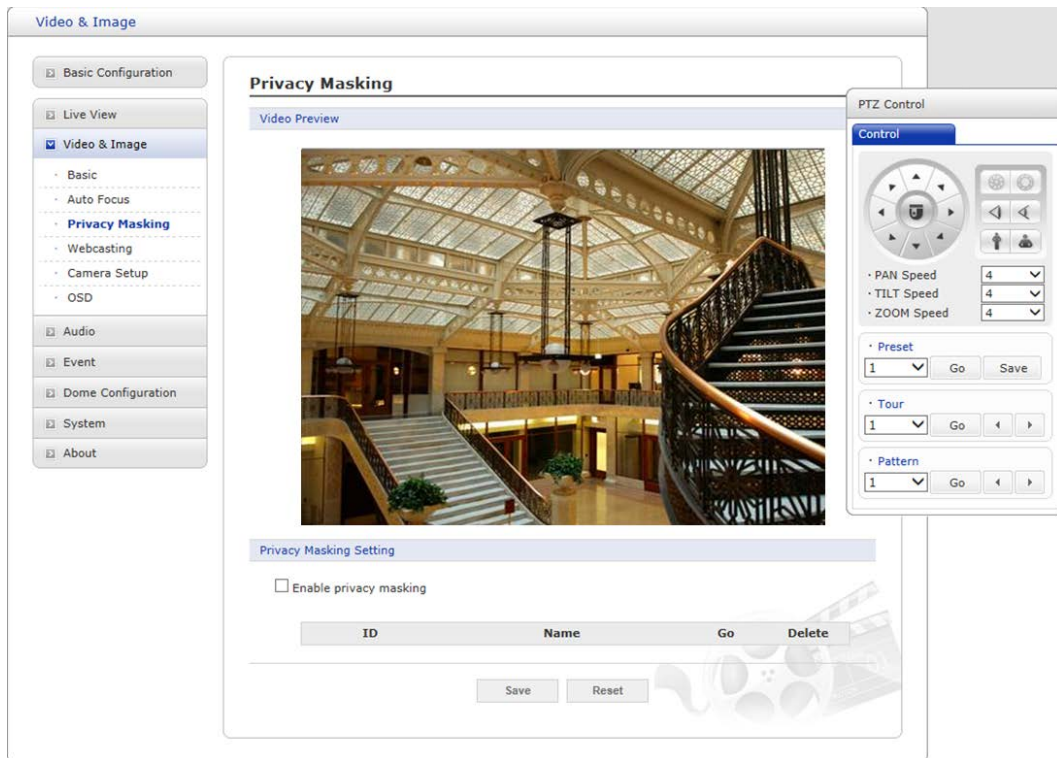 Video & Image
Basic Configuration
Live View
Video & Image
Basic
Auto Focus
Privacy Masking
Webcasting
Camera Setup
OSD
Audio
Event
Dome Configuration
System
About
Privacy Masking
Video Preview
Privacy Masking Setting
Enable privacy masking
ID Name Go Delete
Save Reset
PTZ Control
Control
· PAN Speed 4
· TILT Speed 4
· ZOOM Speed 4
· Preset
1 Go Save
· Tour
1 Go
· Pattern
1 Go